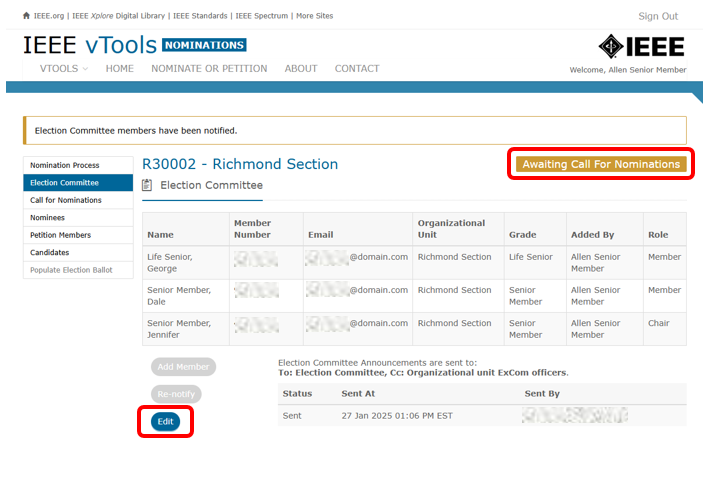 IEEE.org | IEEE Xplore Digital Library | IEEE Standards | IEEE Spectrum | More Sites
Sign Out
IEEE vTools NOMINATIONS
IEEE
VTOOLS HOME NOMINATE OR PETITION ABOUT CONTACT
Welcome, Allen Senior Member
Election Committee members have been notified.
Nomination Process
Election Committee
Call for Nominations
Nominees
Petition Members
Candidates
Populate Election Ballot
R30002 - Richmond Section
Awaiting Call For Nominations
Election Committee
Name Member Number Email Organizational Unit Grade Added By Role
Life Senior, George @domain.com Richmond Section Life Senior Allen Senior Member Member
Senior Member, Dale @domain.com Richmond Section Senior Member Allen Senior Member Member
Senior Member, Jennifer @domain.com Richmond Section Senior Member Allen Senior Member Chair
Add Member
Re-notify
Edit
Election Committee Announcements are sent to:
To: Election Committee, Cc: Organizational unit ExCom officers.
Status Sent At Sent By
Sent 27 Jan 2025 01:06 PM EST